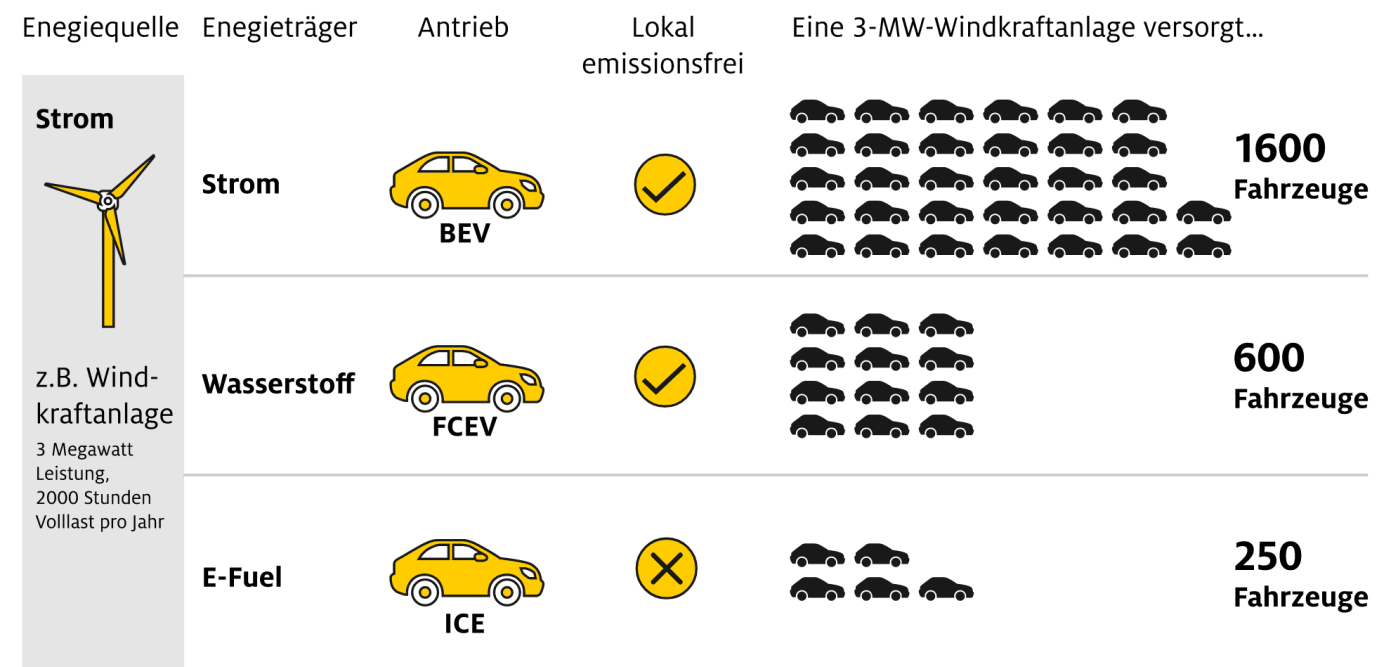 Enegiequelle Enegieträger Antrieb Lokal emissionsfrei Eine 3-MW-Windkraftanlage versorgt...
Strom
z.B. Wind-
kraftanlage
3 Megawatt
Leistung,
2000 Stunden
Volllast pro Jahr
Strom
BEV
1600
Fahrzeuge
Wasserstoff
FCEV
600
Fahrzeuge
E-Fuel
ICE
250
Fahrzeuge